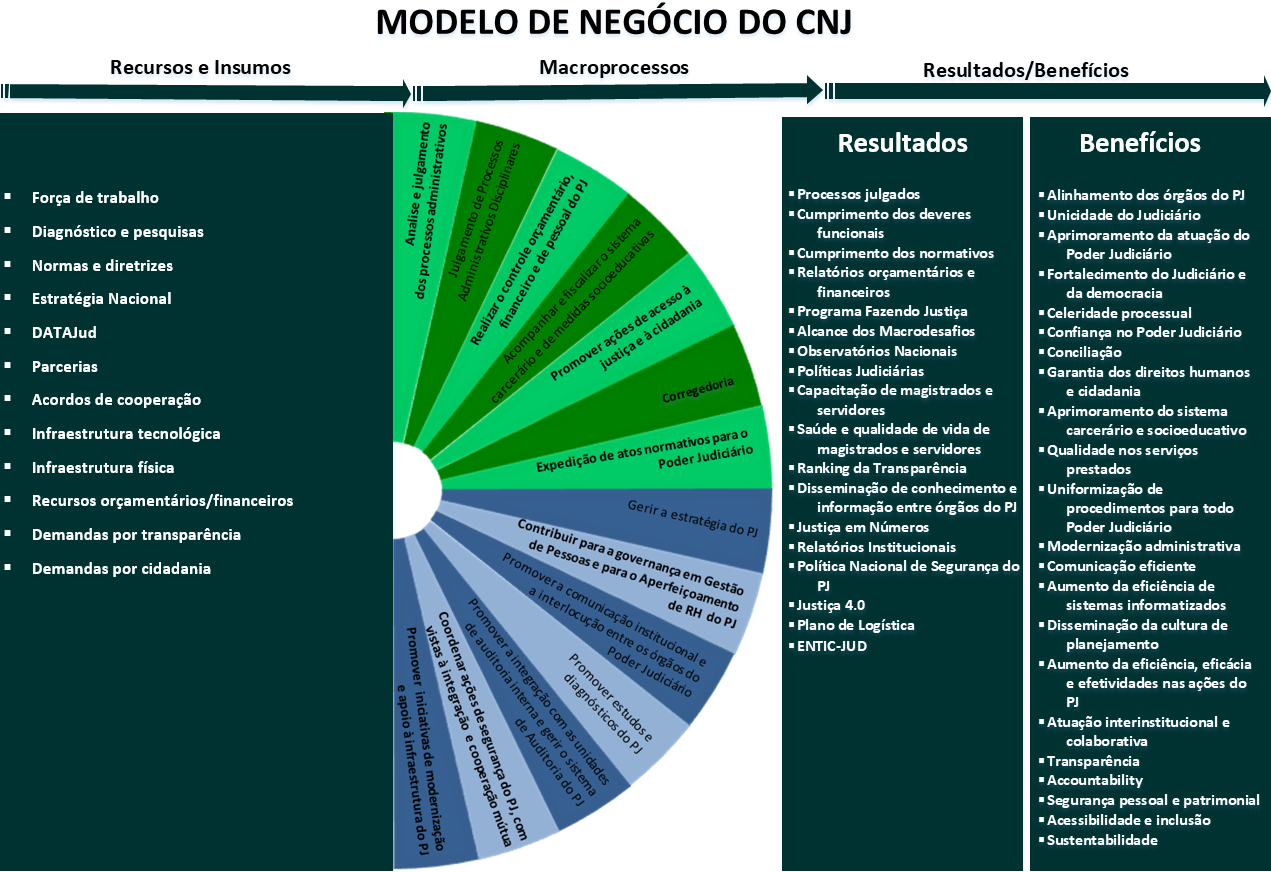 MODELO DE NEGÓCIO DO CNJ
Recursos e Insumos
Macroprocessos
Resultados/Benefícios
Força de trabalho
Diagnóstico e pesquisas
Normas e diretrizes
Estratégia Nacional
DATAJud
Parcerias
Acordos de cooperação
Infraestrutura tecnológica
Infraestrutura física
Recursos orçamentários/financeiros
Demandas por transparência
Demandas por cidadania
Analise e julgamento
dos processos administrativos
Julgamento de Processos
Administrativos Disciplinares
Realizar o controle orçamentário,
financeiro e de pessoal do PJ
Acompanhar e fiscalizar o sistema
carcerário e de medidas socioeducativas
Promover ações de acesso à
justiça e à cidadania
Corregedoria
Expedição de atos normativos para o
Poder Judiciário
Gerir a estratégia do PJ
Contribuir para a governança em Gestão
de Pessoas e para o Aperfeiçoamento
de RH do PJ
Promover a comunicação institucional e
a interlocução entre os órgãos do
Poder Judiciário
Promover estudos e
diagnósticos do PJ
Promover a integração com as unidades
de auditoria interna e gerir o sistema
de Auditoria do PJ
Coordenar ações de segurança do PJ, com
vistas à integração e cooperação mútua
Promover iniciativas de modernização
e apoio à infraestrutura do PJ
Resultados
Processos julgados
Cumprimento dos deveres
funcionais
Cumprimento dos normativos
Relatórios orçamentários e
financeiros
Programa Fazendo Justiça
Alcance dos Macrodesafios
Observatórios Nacionais
Políticas Judiciárias
Capacitação de magistrados e
servidores
Saúde e qualidade de vida de
magistrados e servidores
Ranking da Transparência
Disseminação de conhecimento e
informação entre órgãos do PJ
Justiça em Números
Relatórios Institucionais
Política Nacional de Segurança do
PJ
Justiça 4.0
Plano de Logística
ENTIC-JUD
Benefícios
Alinhamento dos órgãos do PJ
Unicidade do Judiciário
Aprimoramento da atuação do
Poder Judiciário
Fortalecimento do Judiciário e
da democracia
Celeridade processual
Confiança no Poder Judiciário
Conciliação
Garantia dos direitos humanos
e cidadania
Aprimoramento do sistema
carcerário e socioeducativo
Qualidade nos serviços
prestados
Uniformização de
procedimentos para todo
Poder Judiciário
Modernização administrativa
Comunicação eficiente
Aumento da eficiência de
sistemas informatizados
Disseminação da cultura de
planejamento
Aumento da eficiência, eficácia
e efetividades nas ações do
PJ
Atuação interinstitucional e
colaborativa
Transparência
Accountability
Segurança pessoal e patrimonial
Acessibilidade e inclusão
Sustentabilidade